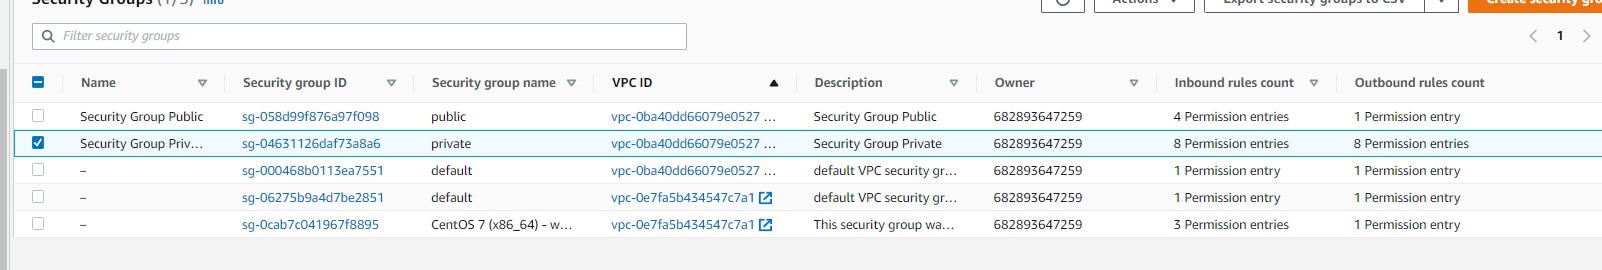 Security Groups (1/5) Info
Actions Export security groups to CSV Create security gro
Filter security groups
1
Name Security group ID Security group name VPC ID Description Owner Inbound rules count Outbound rules count
Security Group Public sg-058d99f876a97f098 public vpc-0ba40dd66079e0527 ... Security Group Public 682893647259 4 Permission entries 1 Permission entry
Security Group Priv... sg-04631126daf73a8a6 private vpc-0ba40dd66079e0527 ... Security Group Private 682893647259 8 Permission entries 8 Permission entries
– sg-000468b0113ea7551 default vpc-0ba40dd66079e0527 ... default VPC security gr... 682893647259 1 Permission entry 1 Permission entry
– sg-06275b9a4d7be2851 default vpc-0e7fa5b434547c7a1 default VPC security gr... 682893647259 1 Permission entry 1 Permission entry
– sg-0cab7c041967f8895 CentOS 7 (x86_64) - w... vpc-0e7fa5b434547c7a1 This security group wa... 682893647259 3 Permission entries 1 Permission entry